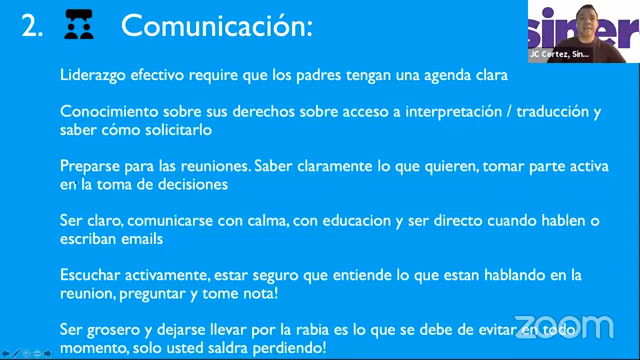 2. Comunicación:
siner
JC Cortez, Sin...
Liderazgo efectivo require que los padres tengan una agenda clara
Conocimiento sobre sus derechos sobre acceso a interpretación / traducción y
saber cómo solicitarlo
Preparse para las reuniones. Saber claramente lo que quieren, tomar parte activa
en la toma de decisiones
Ser claro, comunicarse con calma, con educacion y ser directo cuando hablen o
escriban emails
Escuchar activamente, estar seguro que entiende lo que estan hablando en la
reunion, preguntar y tome nota!
Ser grosero y dejarse llevar por la rabia es lo que se debe de evitar en todo
momento, solo usted saldra perdiendo!
zoom